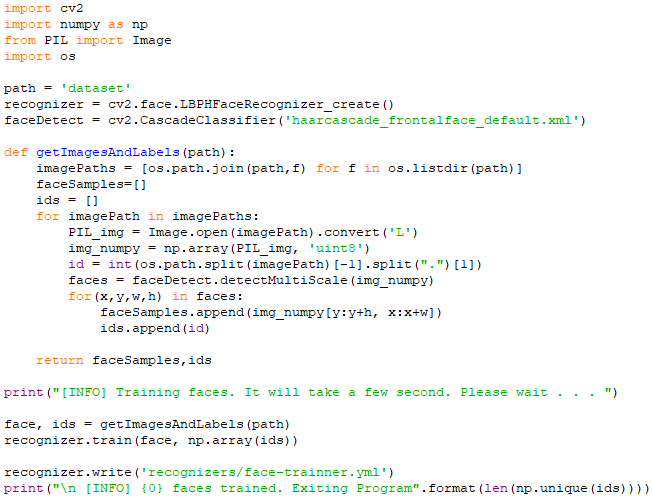 import cv2
import numpy as np
from PIL import Image
import os
path = 'dataset'
recognizer = cv2.face.LBPHFaceRecognizer_create()
faceDetect = cv2.CascadeClassifier('haarcascade_frontalface_default.xml')
def getImagesAndLabels(path):
    imagePaths = [os.path.join(path,f) for f in os.listdir(path)]
    faceSamples=[]
    ids = []
    for imagePath in imagePaths:
        PIL_img = Image.open(imagePath).convert('L')
        img_numpy = np.array(PIL_img, 'uint8')
        id = int(os.path.split(imagePath)[-1].split(".")[1])
        faces = faceDetect.detectMultiScale(img_numpy)
        for(x,y,w,h) in faces:
            faceSamples.append(img_numpy[y:y+h, x:x+w])
            ids.append(id)
    return faceSamples,ids
print("[INFO] Training faces. It will take a few second. Please wait . . . ")
face, ids = getImagesAndLabels(path)
recognizer.train(face, np.array(ids))
recognizer.write('recognizers/face-trainner.yml')
print("\n [INFO] {0} faces trained. Exiting Program".format(len(np.unique(ids))))